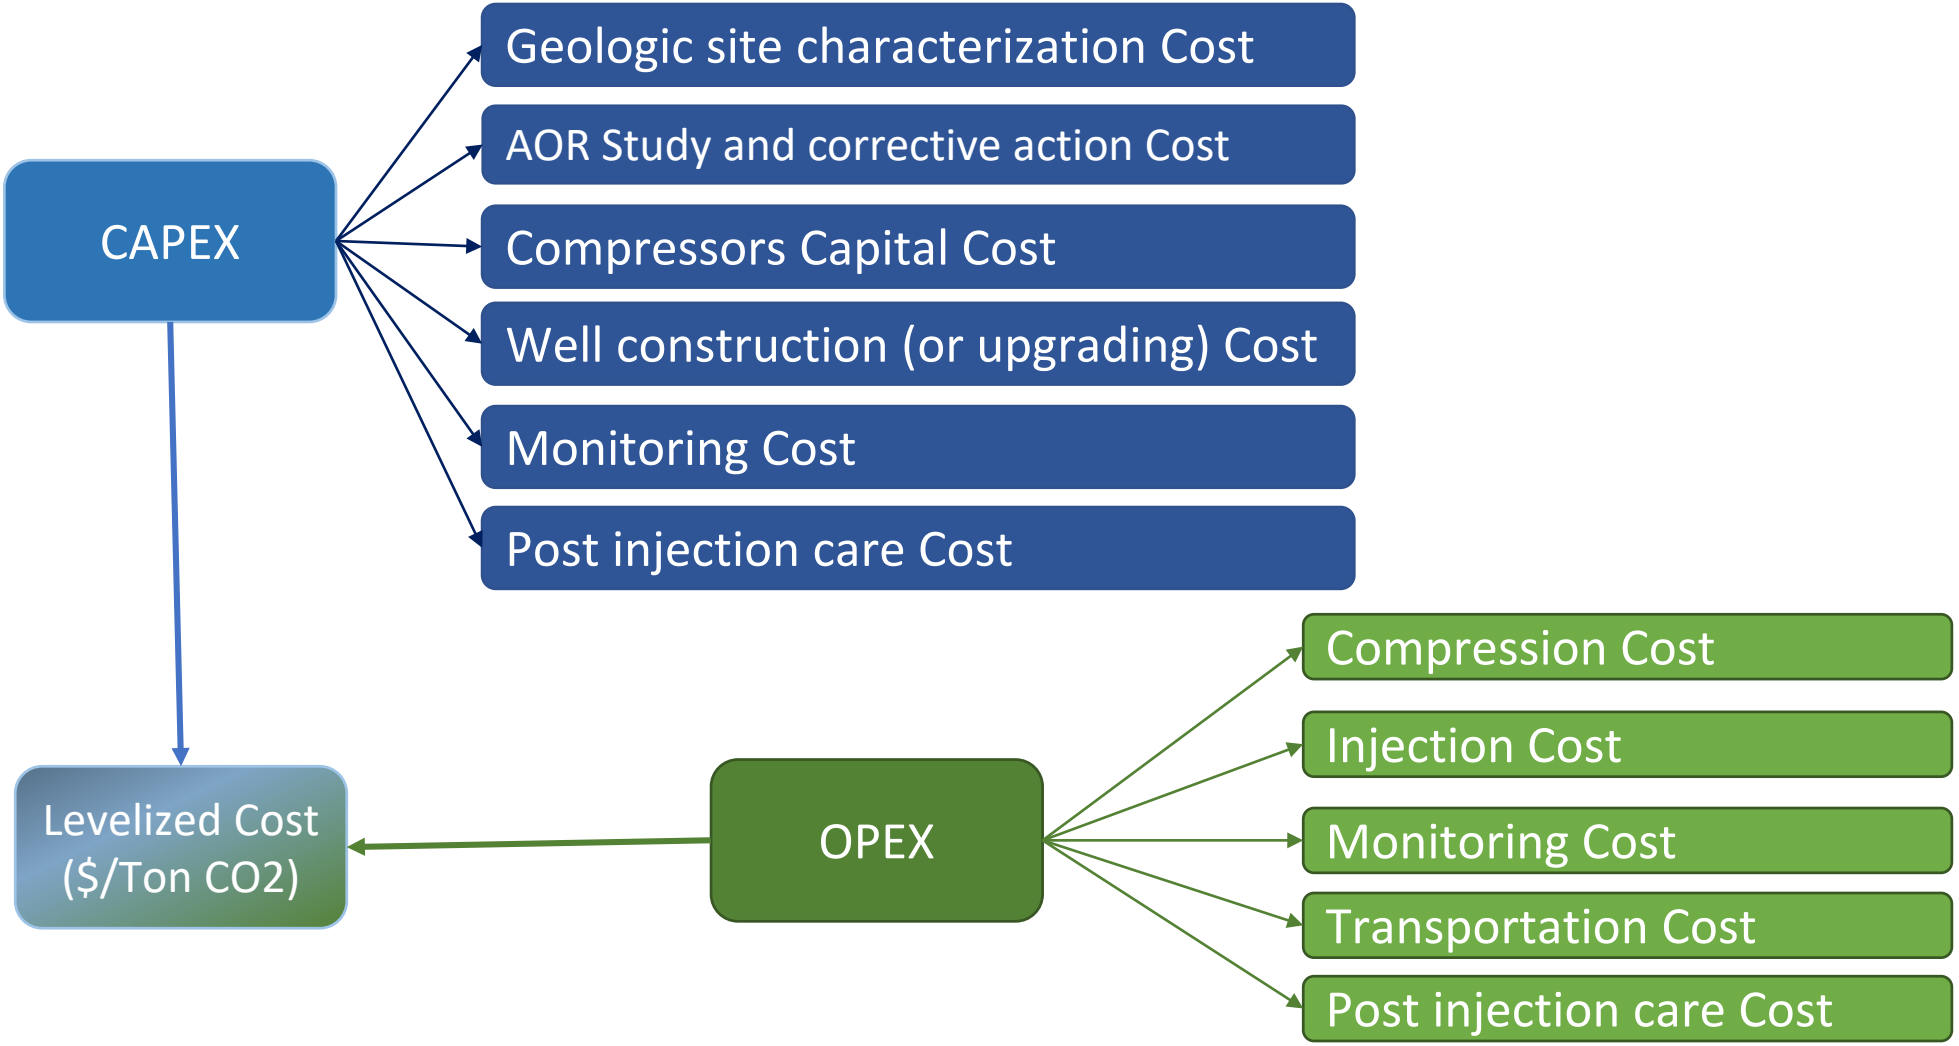 CAPEX
Geologic site characterization Cost
AOR Study and corrective action Cost
Compressors Capital Cost
Well construction (or upgrading) Cost
Monitoring Cost
Post injection care Cost
Levelized Cost
($/Ton CO2)
OPEX
Compression Cost
Injection Cost
Monitoring Cost
Transportation Cost
Post injection care Cost